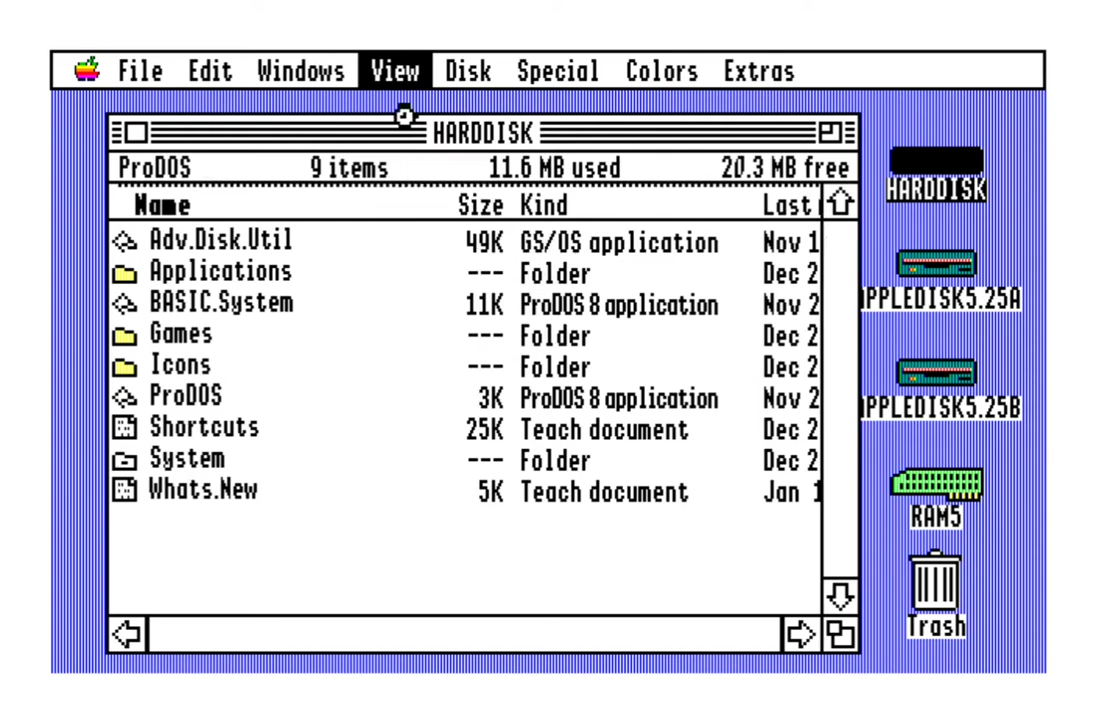 File Edit Windows View Disk Special Colors Extras
HARDDISK
ProDOS 9 items 11.6 MB used 20.3 MB free
Name Size Kind Last
Adv.Disk.Util 49K GS/OS application Nov 1
Applications --- Folder Dec 2
BASIC.System 11K ProDOS 8 application Nov 2
Games --- Folder Dec 2
Icons --- Folder Dec 2
ProDOS 3K ProDOS 8 application Nov 2
Shortcuts 25K Teach document Dec 2
System --- Folder Dec 2
Whats.New 5K Teach document Jan 1
HARDDISK
APPLEDISK5.25A
APPLEDISK5.25B
RAM5
Trash